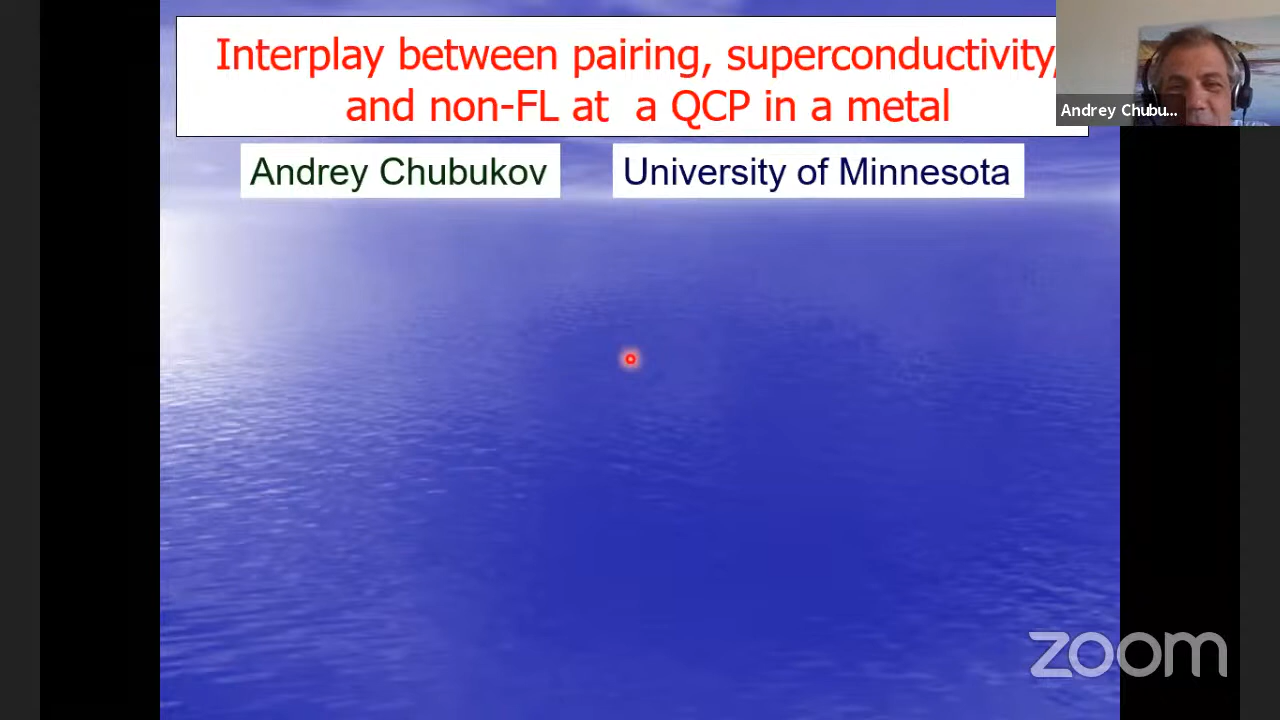 Interplay between pairing, superconductivity,
and non-FL at a QCP in a metal
Andrey Chubu...
Andrey Chubukov
University of Minnesota
zoom